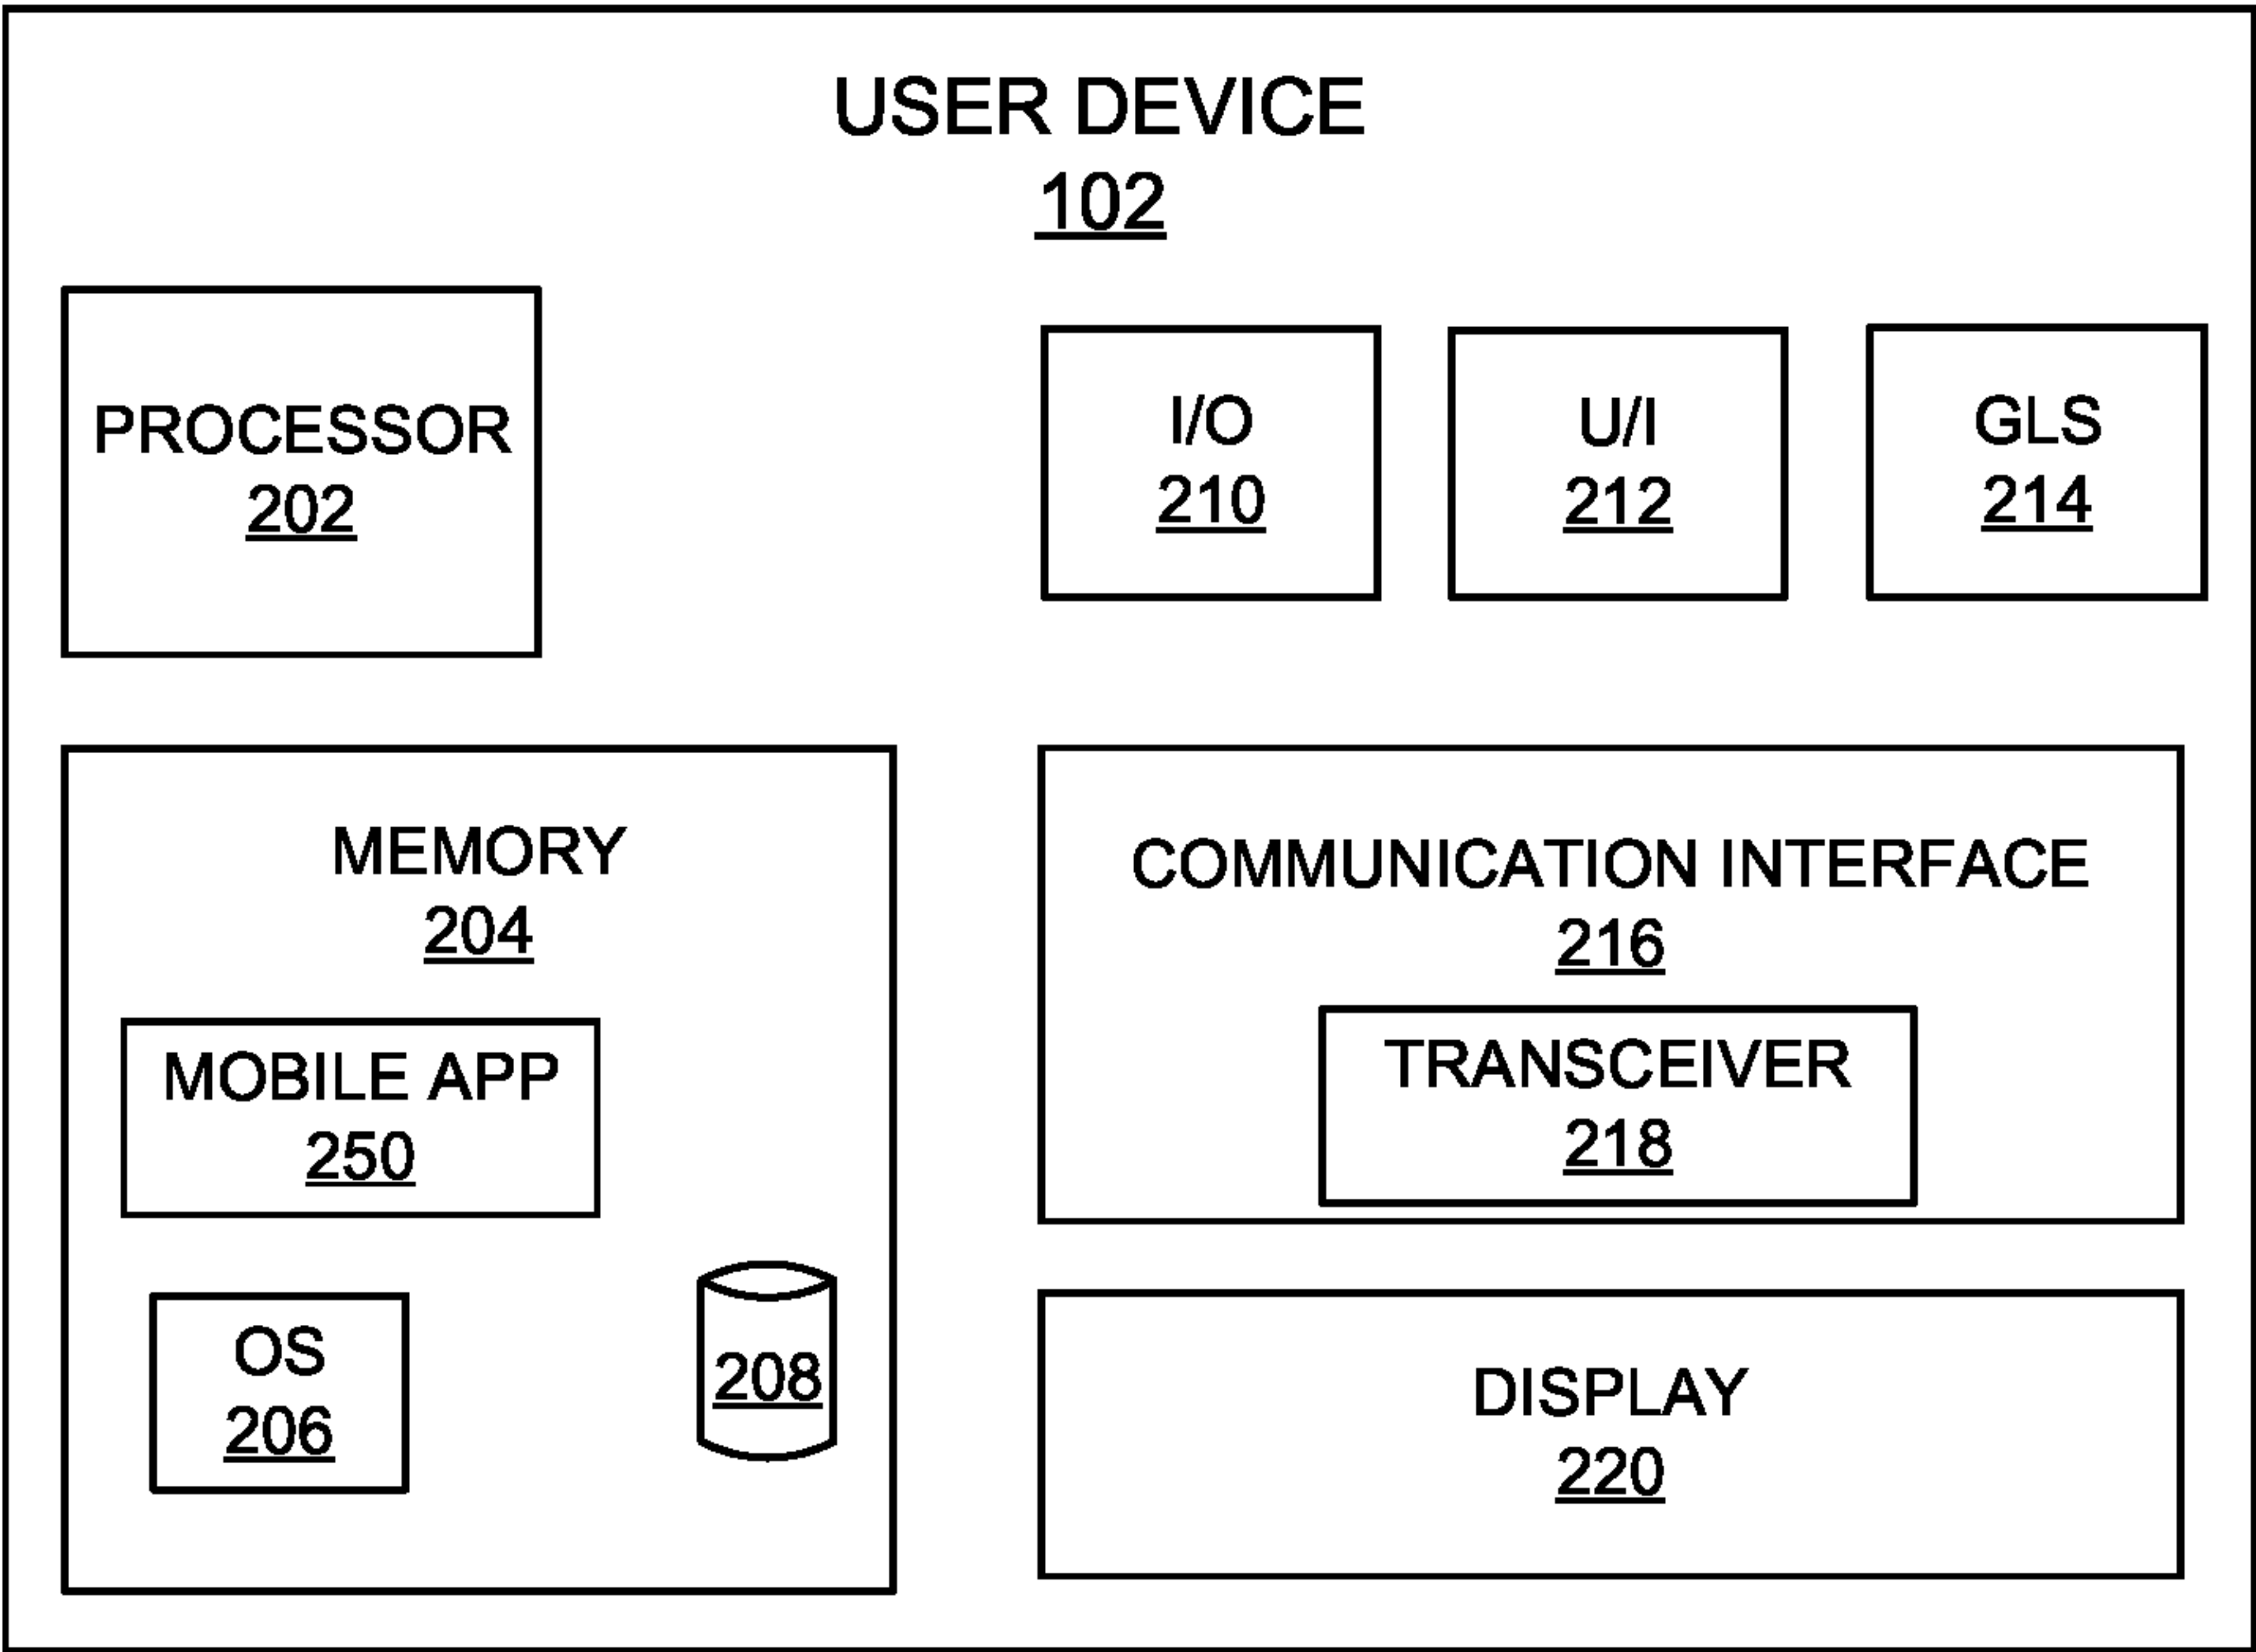 USER DEVICE
102
PROCESSOR
202
I/O
210
U/I
212
GLS
214
MEMORY
204
MOBILE APP
250
OS
206
208
COMMUNICATION INTERFACE
216
TRANSCEIVER
218
DISPLAY
220